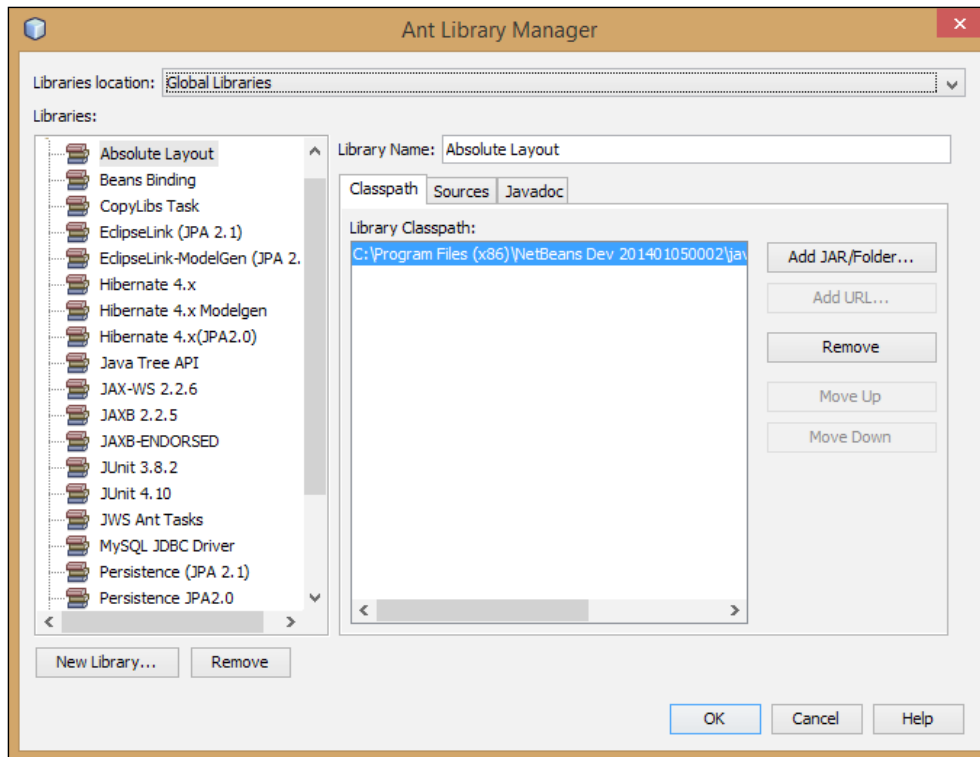 Ant Library Manager
Libraries location: Global Libraries
Libraries:
Absolute Layout
Beans Binding
CopyLibs Task
EclipseLink (JPA 2.1)
EclipseLink-ModelGen (JPA 2.
Hibernate 4.x
Hibernate 4.x Modelgen
Hibernate 4.x(JPA2.0)
Java Tree API
JAX-WS 2.2.6
JAXB 2.2.5
JAXB-ENDORSED
JUnit 3.8.2
JUnit 4.10
JWS Ant Tasks
MySQL JDBC Driver
Persistence (JPA 2.1)
Persistence JPA2.0
New Library... Remove
Library Name: Absolute Layout
Classpath Sources Javadoc
Library Classpath:
C:\Program Files (x86)\NetBeans Dev 201401050002\jav
Add JAR/Folder...
Add URL...
Remove
Move Up
Move Down
OK Cancel Help